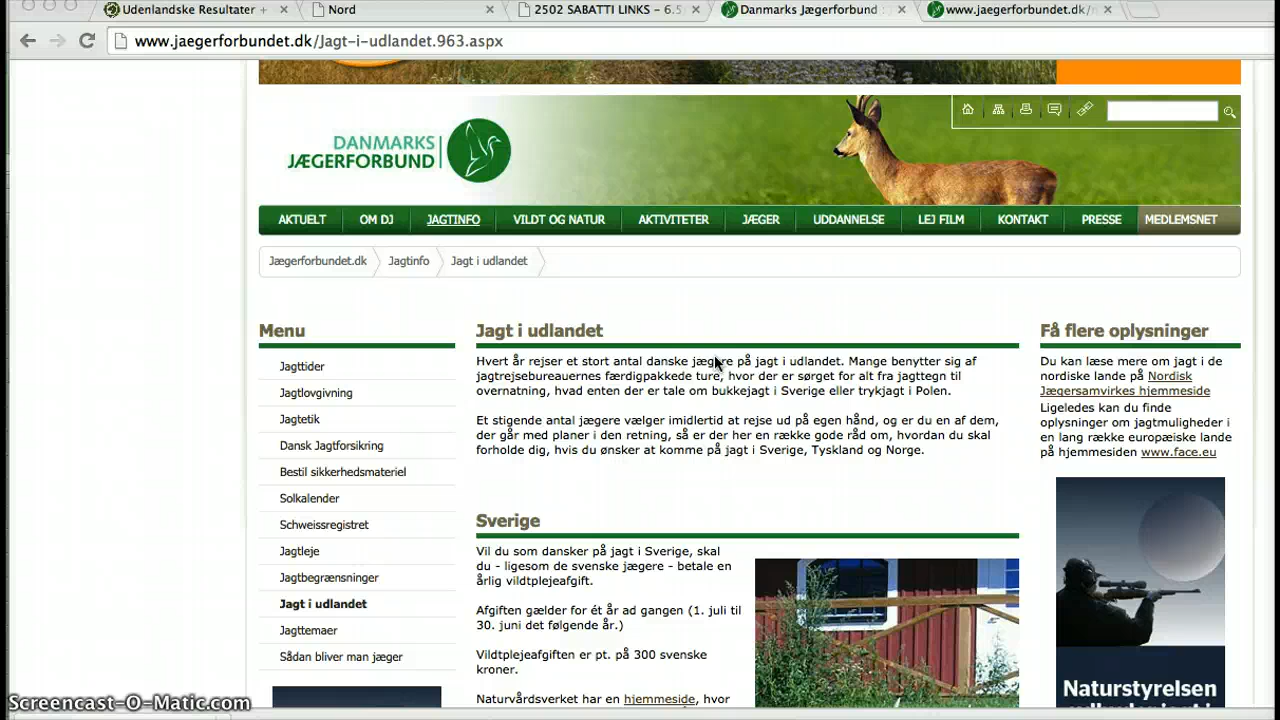 Udenlandske Resultater +
Nord
2502 SABATTI LINKS – 6.5
Danmarks Jægerforbund
www.jaegerforbundet.dk/n
www.jaegerforbundet.dk/Jagt-i-udlandet.963.aspx
DANMARKS
JÆGERFORBUND
AKTUELT
OM DJ
JAGTINFO
VILDT OG NATUR
AKTIVITETER
JÆGER
UDDANNELSE
LEJ FILM
KONTAKT
PRESSE
MEDLEMSNET
Jægerforbundet.dk
Jagtinfo
Jagt i udlandet
Menu
Jagttider
Jagtlovgivning
Jagtetik
Dansk Jagtforsikring
Bestil sikkerhedsmateriel
Solkalender
Schweissregistret
Jagtleje
Jagtbegrænsninger
Jagt i udlandet
Jagttemaer
Sådan bliver man jæger
Jagt i udlandet
Hvert år rejser et stort antal danske jægere på jagt i udlandet. Mange benytter sig af
jagtrejsebureauernes færdigpakkede ture, hvor der er sørget for alt fra jagttegn til
overnatning, hvad enten der er tale om bukkejagt i Sverige eller trykjagt i Polen.
Et stigende antal jægere vælger imidlertid at rejse ud på egen hånd, og er du en af dem,
der går med planer i den retning, så er der her en række gode råd om, hvordan du skal
forholde dig, hvis du ønsker at komme på jagt i Sverige, Tyskland og Norge.
Sverige
Vil du som dansker på jagt i Sverige, skal
du - ligesom de svenske jægere - betale en
årlig vildtplejeafgift.
Afgiften gælder for ét år ad gangen (1. juli til
30. juni det følgende år.)
Vildtplejeafgiften er pt. på 300 svenske
kroner.
Naturvårdsverket har en hjemmeside, hvor
Få flere oplysninger
Du kan læse mere om jagt i de
nordiske lande på Nordisk
Jægersamvirkes hjemmeside
Ligeledes kan du finde
oplysninger om jagtmuligheder i
en lang række europæiske lande
på hjemmesiden www.face.eu
Naturstyrelsen
Screencast-O-Matic.com